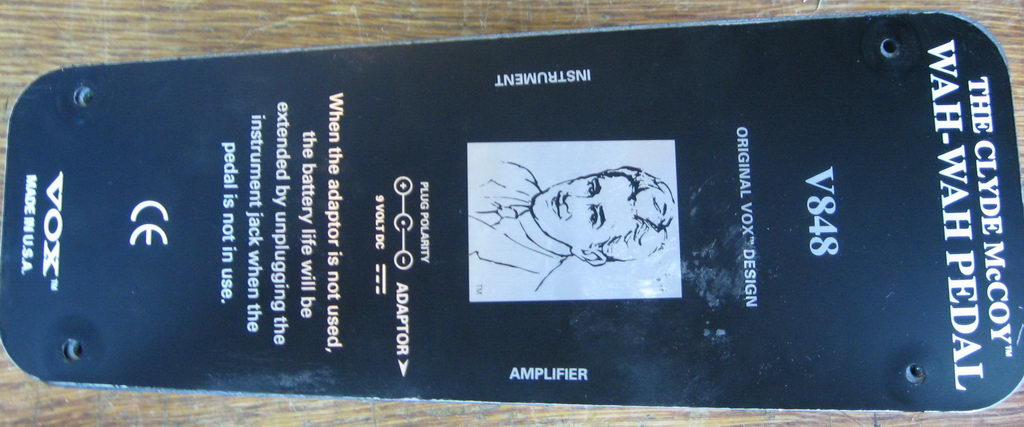 THE CLYDE McCOY™
WAH-WAH PEDAL
V848
ORIGINAL VOX™ DESIGN
INSTRUMENT
AMPLIFIER
TM
PLUG POLARITY
+ C -
ADAPTOR
9 VOLT DC
When the adaptor is not used,
the battery life will be
extended by unplugging the
instrument jack when the
pedal is not in use.
CE
VOX™
MADE IN U.S.A.